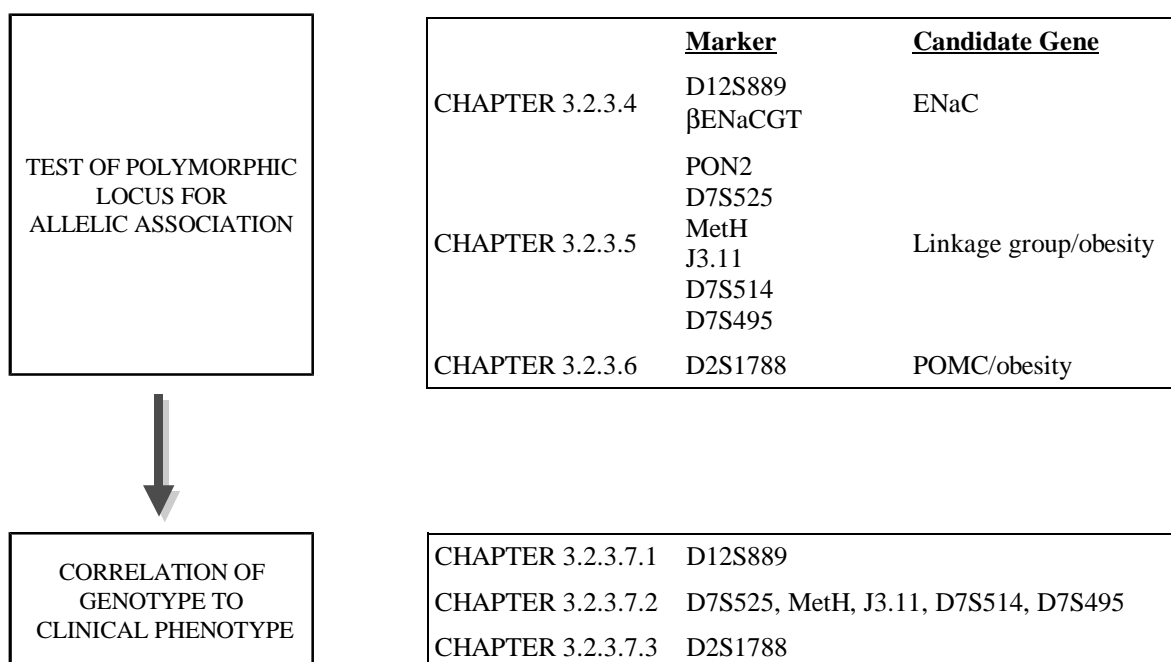 TEST OF POLYMORPHIC
LOCUS FOR
ALLELIC ASSOCIATION
Marker Candidate Gene
CHAPTER 3.2.3.4 D12S889 ENaC
βENaCGT
PON2
D7S525
CHAPTER 3.2.3.5 MetH Linkage group/obesity
J3.11
D7S514
D7S495
CHAPTER 3.2.3.6 D2S1788 POMC/obesity
CORRELATION OF
GENOTYPE TO
CLINICAL PHENOTYPE
CHAPTER 3.2.3.7.1 D12S889
CHAPTER 3.2.3.7.2 D7S525, MetH, J3.11, D7S514, D7S495
CHAPTER 3.2.3.7.3 D2S1788